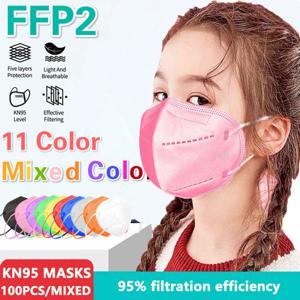 FFP2
Five layers
Protection
Light And
Breathable
KN95
Level
Effective
Filtering
11 Color
Mixed Color
KN95 MASKS
100PCS/MIXED
95% filtration efficiency